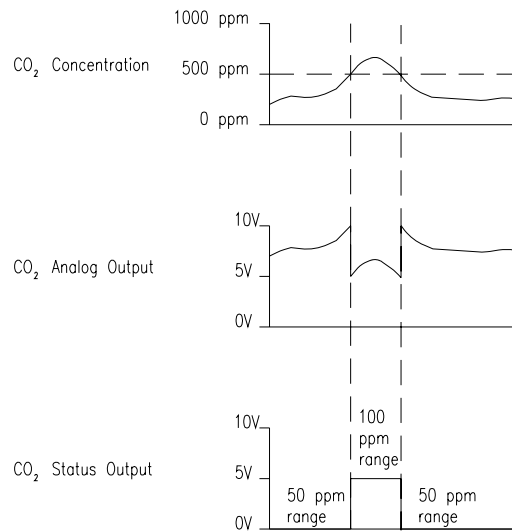 1000 ppm
CO₂ Concentration
500 ppm
0 ppm
10V
CO₂ Analog Output
5V
0V
10V
100
ppm
range
CO₂ Status Output
5V
50 ppm
range
50 ppm
range
0V